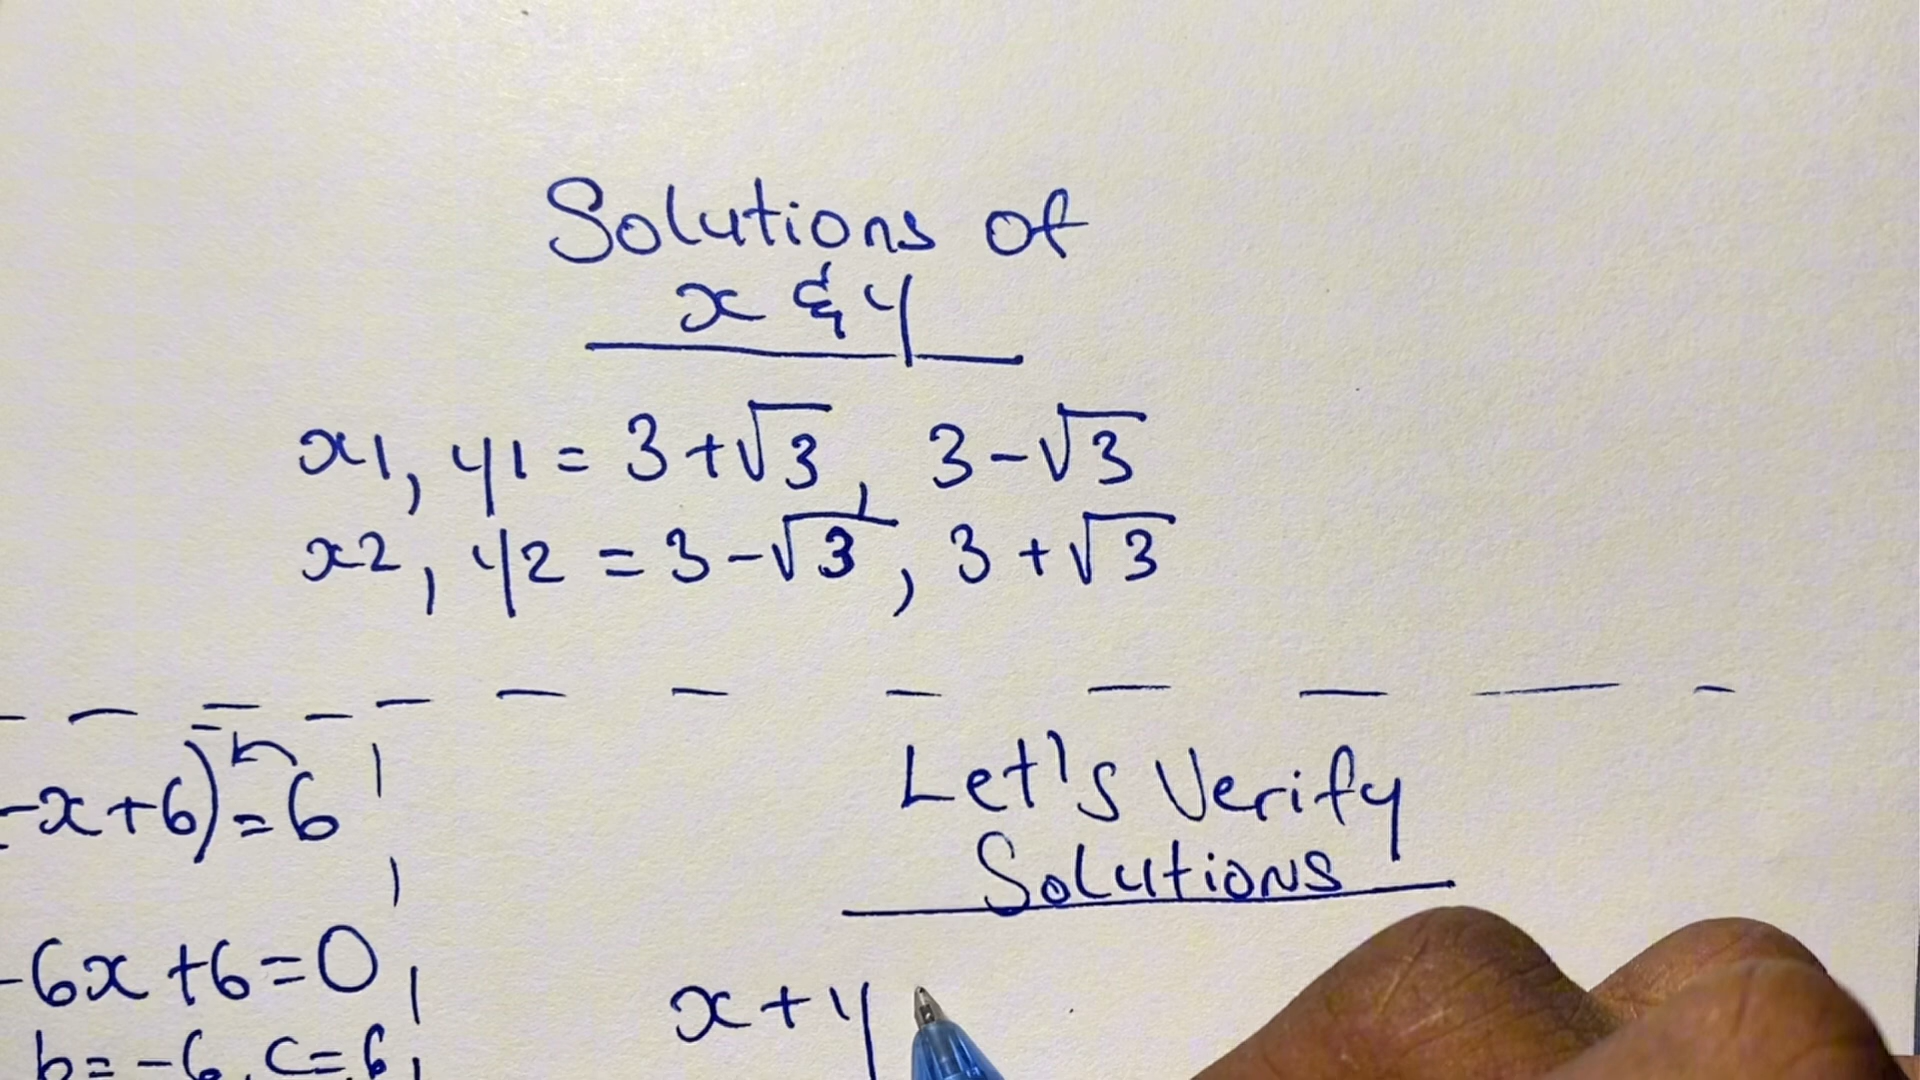 Solutions of
x & y
x1, y1 = 3+√3, 3-√3
x2, y2 = 3-√3, 3+√3
-x+6)=6
-6x+6=0
b=-6, c=6
Let's Verify
Solutions
x+y